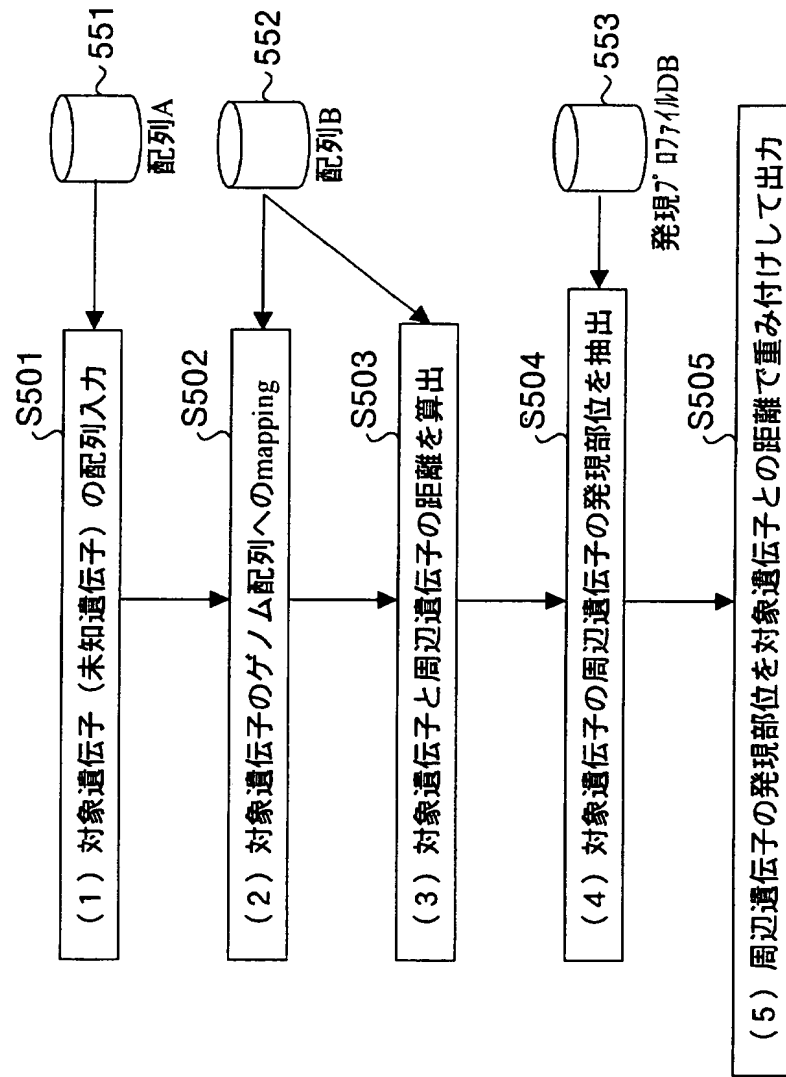 S501
(1)対象遺伝子(未知遺伝子)の配列入力
551
配列A
S502
(2)対象遺伝子のゲノム配列へのmapping
552
配列B
S503
(3)対象遺伝子と周辺遺伝子の距離を算出
S504
(4)対象遺伝子の周辺遺伝子の発現部位を抽出
553
発現プロファイルDB
S505
(5)周辺遺伝子の発現部位を対象遺伝子との距離で重み付けして出力